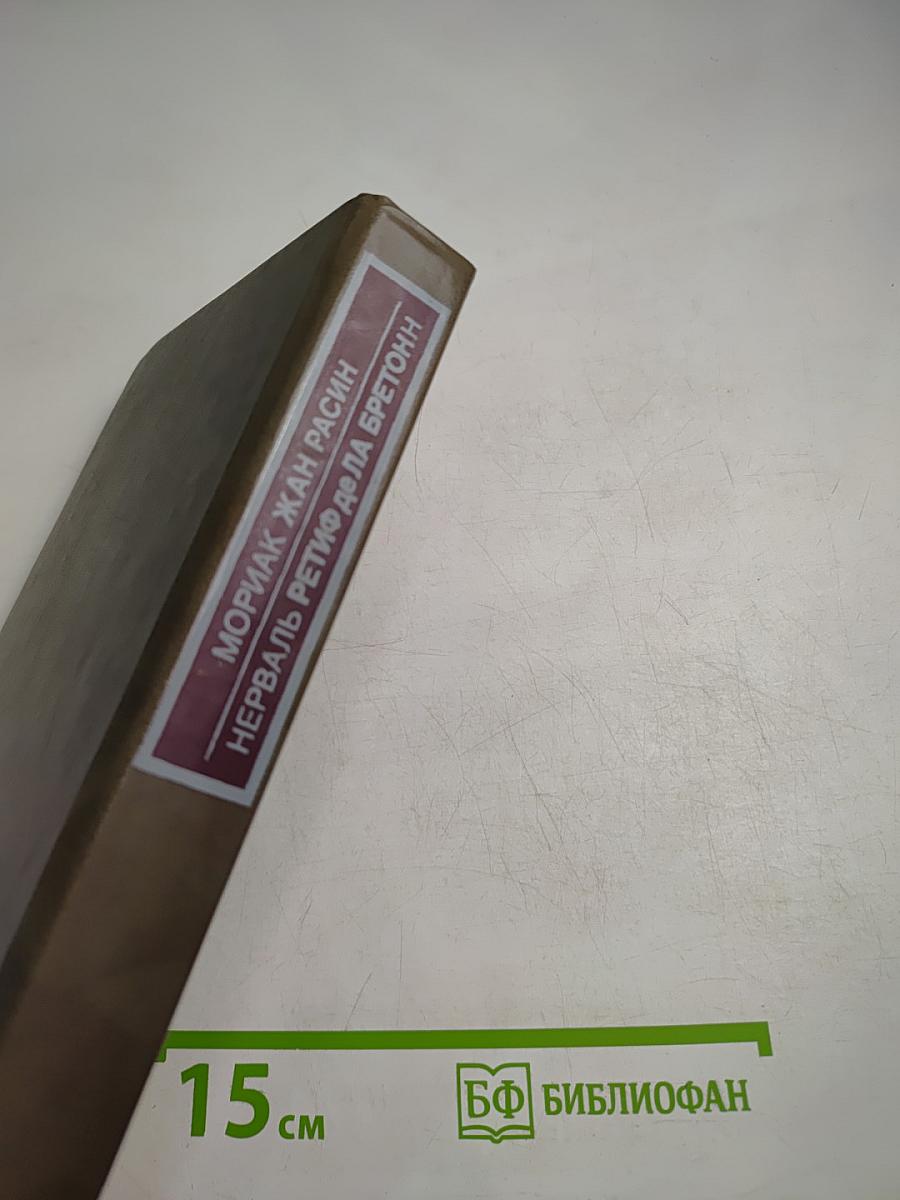 МОРИАК ЖАН РАСИН
НЕРВАЛЬ РЕТИФ де ЛА БРЕТОНН
15 см
БФ БИБЛИОФАН